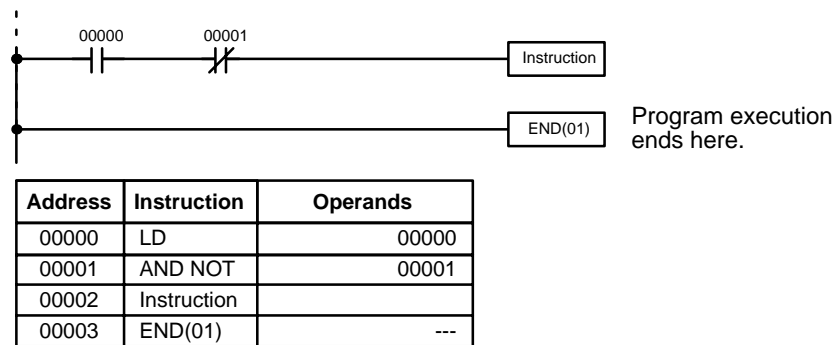 00000 00001
Instruction
END(01)
Program execution
ends here.
Address Instruction Operands
00000 LD 00000
00001 AND NOT 00001
00002 Instruction
00003 END(01) ---